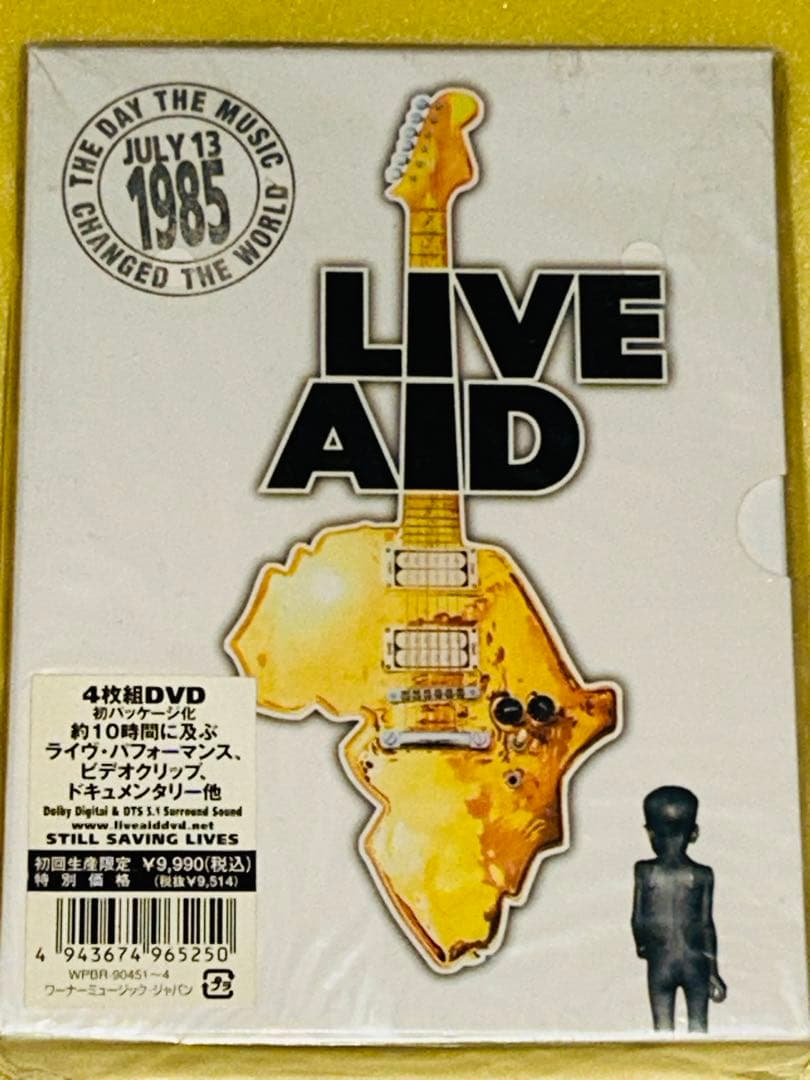 THE DAY THE MUSIC
JULY 13
1985
CHANGED THE WORLD
LIVE
AID
4枚組DVD
初パッケージ化
約10時間に及ぶ
ライヴ・パフォーマンス、
ビデオクリップ、
ドキュメンタリー他
Dolby Digital & DTS 5.1 Surround Sound
www.liveaiddvd.net
STILL SAVING LIVES
初回生産限定 ¥9,990(税込)
特別価格 (税抜¥9,514)
4 943674 965250
WPBR-90451~4
ワーナーミュージック・ジャパン
プラ